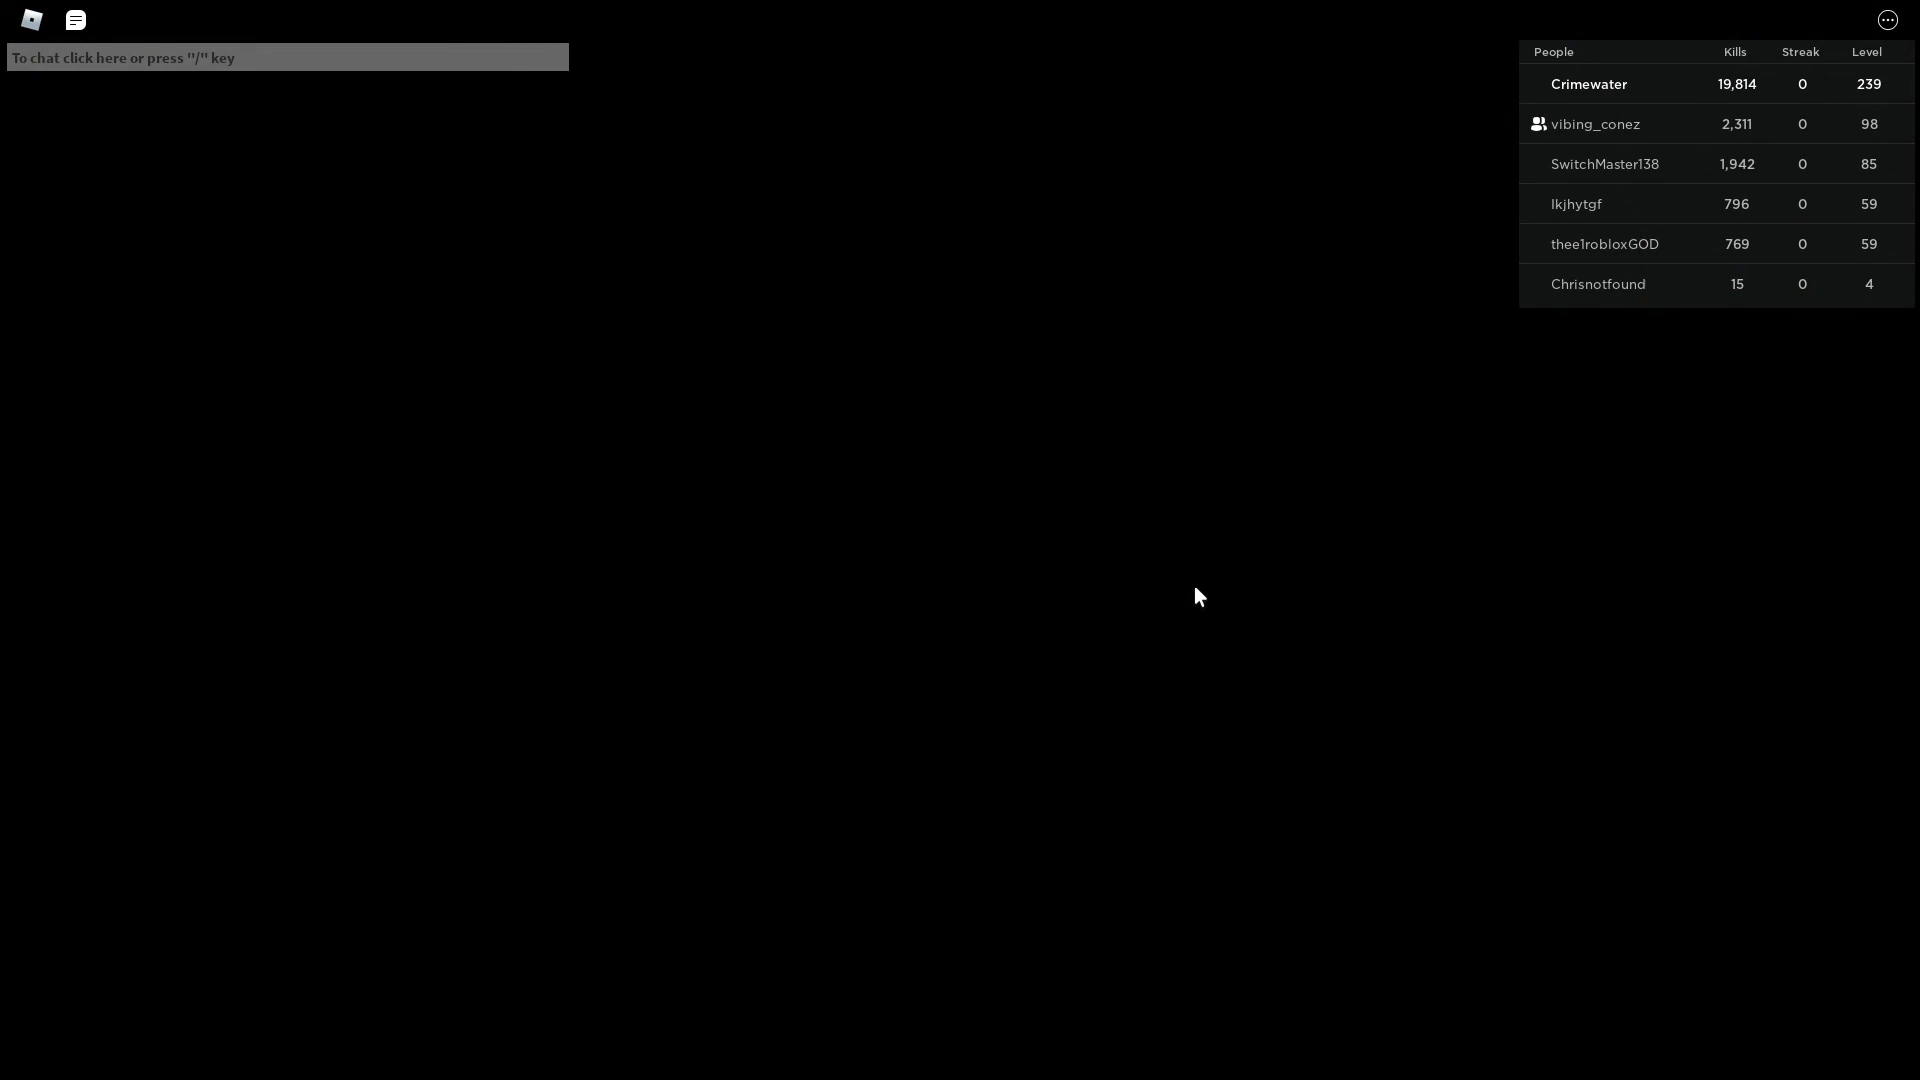 To chat click here or press "/" key
People Kills Streak Level
Crimewater 19,814 0 239
vibing_conez 2,311 0 98
SwitchMaster138 1,942 0 85
lkjhytgf 796 0 59
thee1robloxGOD 769 0 59
Chrisnotfound 15 0 4